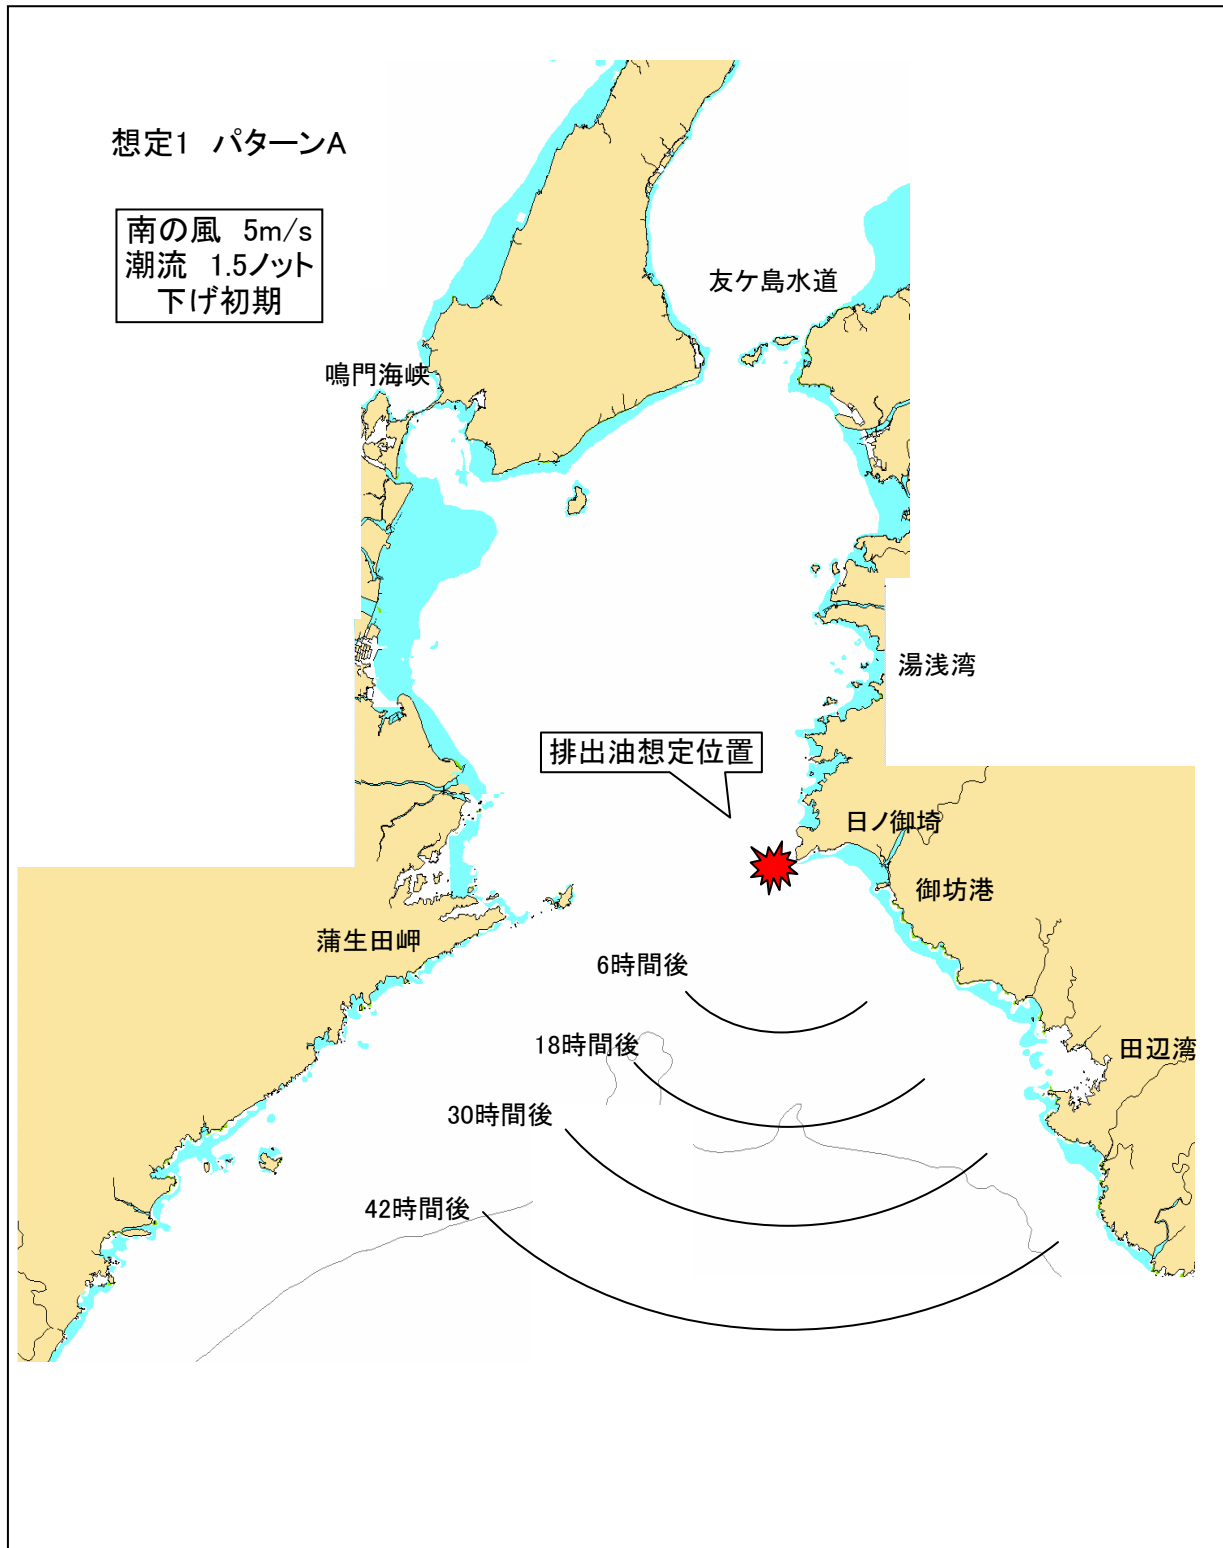 想定1 パターンA
南の風 5m/s
潮流 1.5ノット
下げ初期
友ケ島水道
鳴門海峡
湯浅湾
排出油想定位置
日ノ御埼
御坊港
蒲生田岬
6時間後
18時間後
田辺湾
30時間後
42時間後